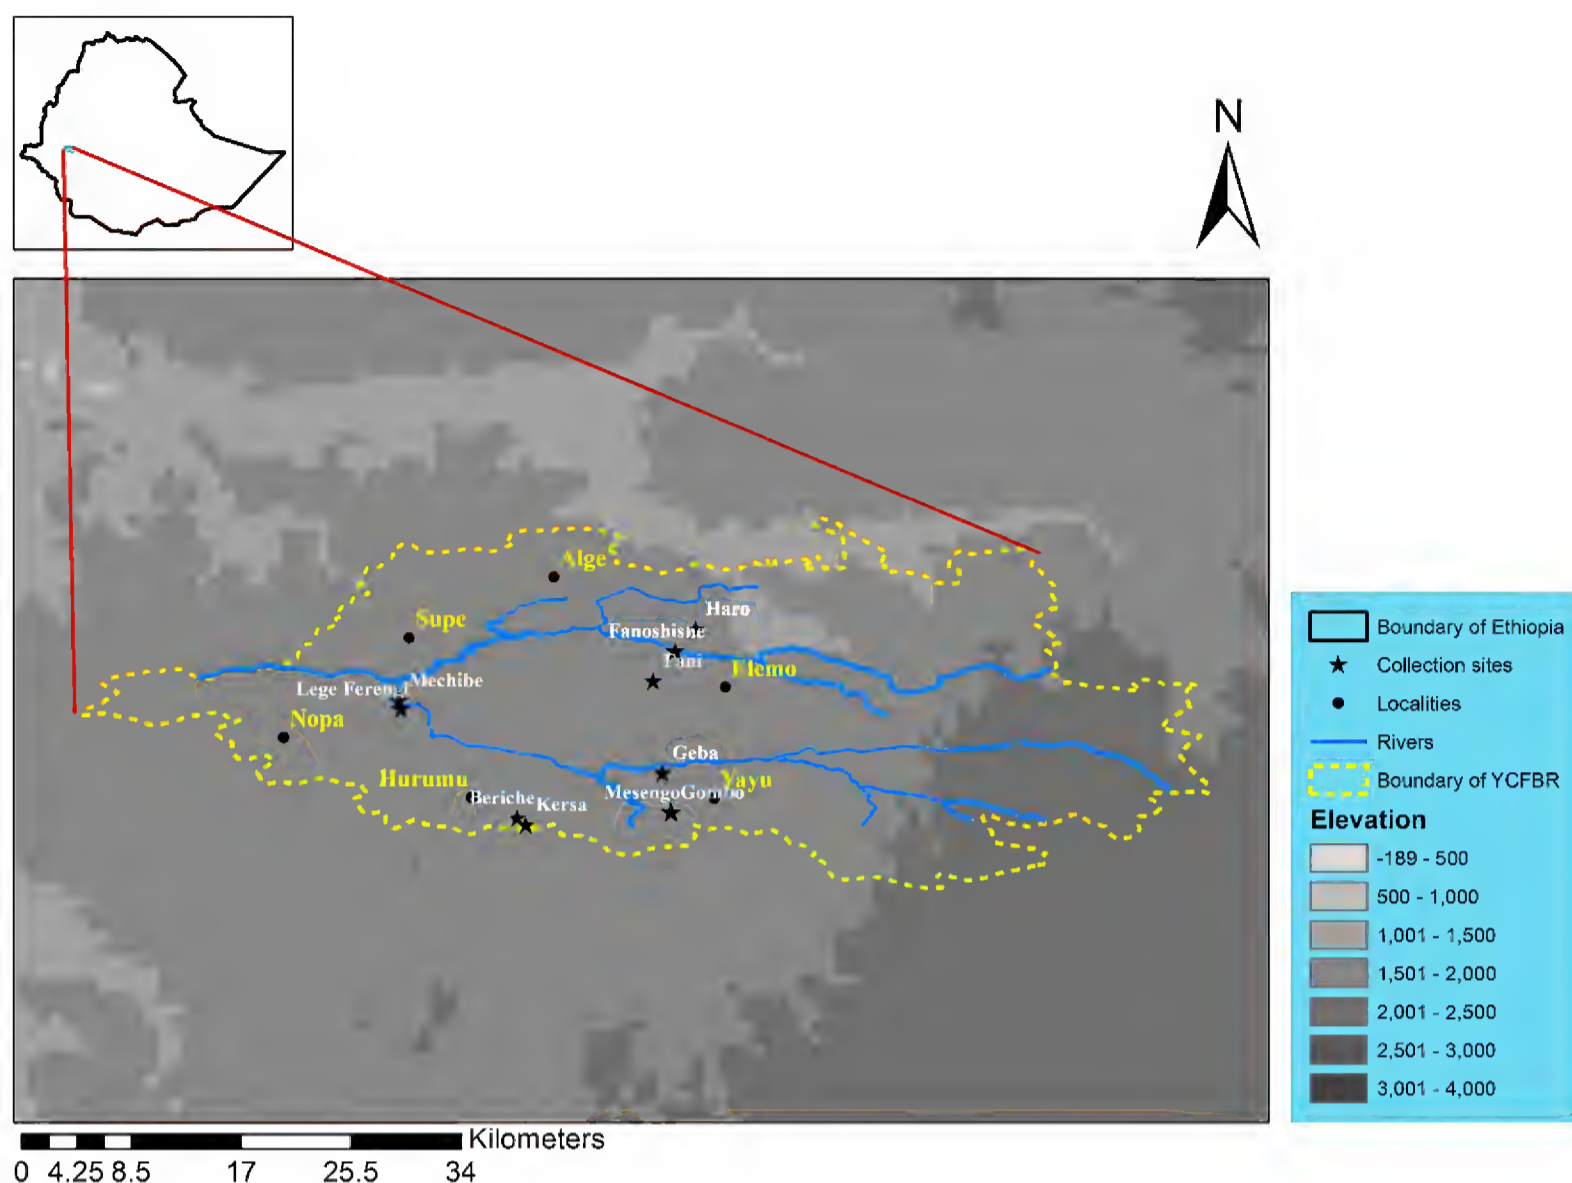 N
Alge
Supe
Haro
Fanoshishe
Elemo
Mechibe
Lege Ferengi
Nopa
Geba
Hurumu
Yayu
Beriche
Kersa
MesengoGombo
Kilometers
0 4.25 8.5 17 25.5 34
Boundary of Ethiopia
Collection sites
Localities
Rivers
Boundary of YCFBR
Elevation
-189 - 500
500 - 1,000
1,001 - 1,500
1,501 - 2,000
2,001 - 2,500
2,501 - 3,000
3,001 - 4,000